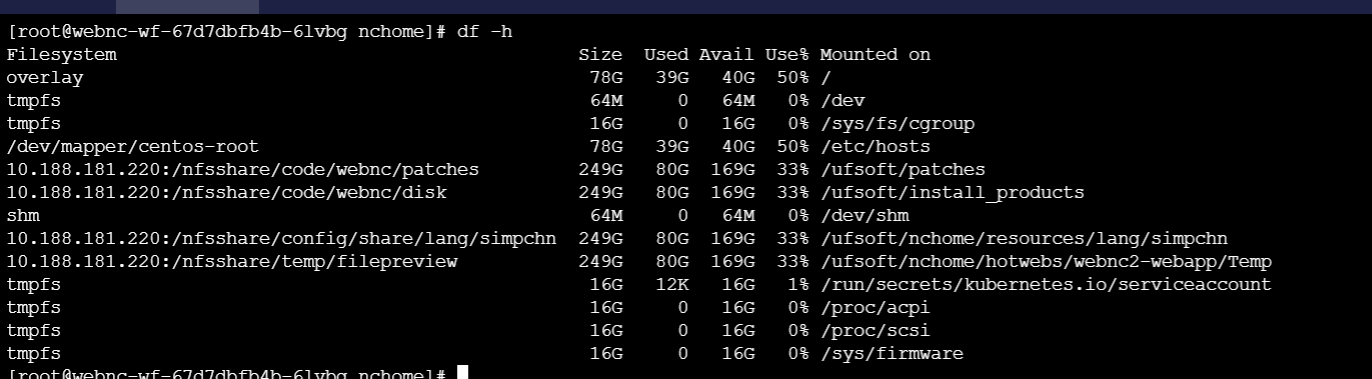 [root@webnc-wf-67d7dbfb4b-6lvbg nchome]# df -h
Filesystem Size Used Avail Use% Mounted on
overlay 78G 39G 40G 50% /
tmpfs 64M 0 64M 0% /dev
tmpfs 16G 0 16G 0% /sys/fs/cgroup
/dev/mapper/centos-root 78G 39G 40G 50% /etc/hosts
10.188.181.220:/nfsshare/code/webnc/patches 249G 80G 169G 33% /ufsoft/patches
10.188.181.220:/nfsshare/code/webnc/disk 249G 80G 169G 33% /ufsoft/install_products
shm 64M 0 64M 0% /dev/shm
10.188.181.220:/nfsshare/config/share/lang/simpchn 249G 80G 169G 33% /ufsoft/nchome/resources/lang/simpchn
10.188.181.220:/nfsshare/temp/filepreview 249G 80G 169G 33% /ufsoft/nchome/hotwebs/webnc2-webapp/Temp
tmpfs 16G 12K 16G 1% /run/secrets/kubernetes.io/serviceaccount
tmpfs 16G 0 16G 0% /proc/acpi
tmpfs 16G 0 16G 0% /proc/scsi
tmpfs 16G 0 16G 0% /sys/firmware
[root@webnc-wf-67d7dbfb4b-6lvbg nchome]#